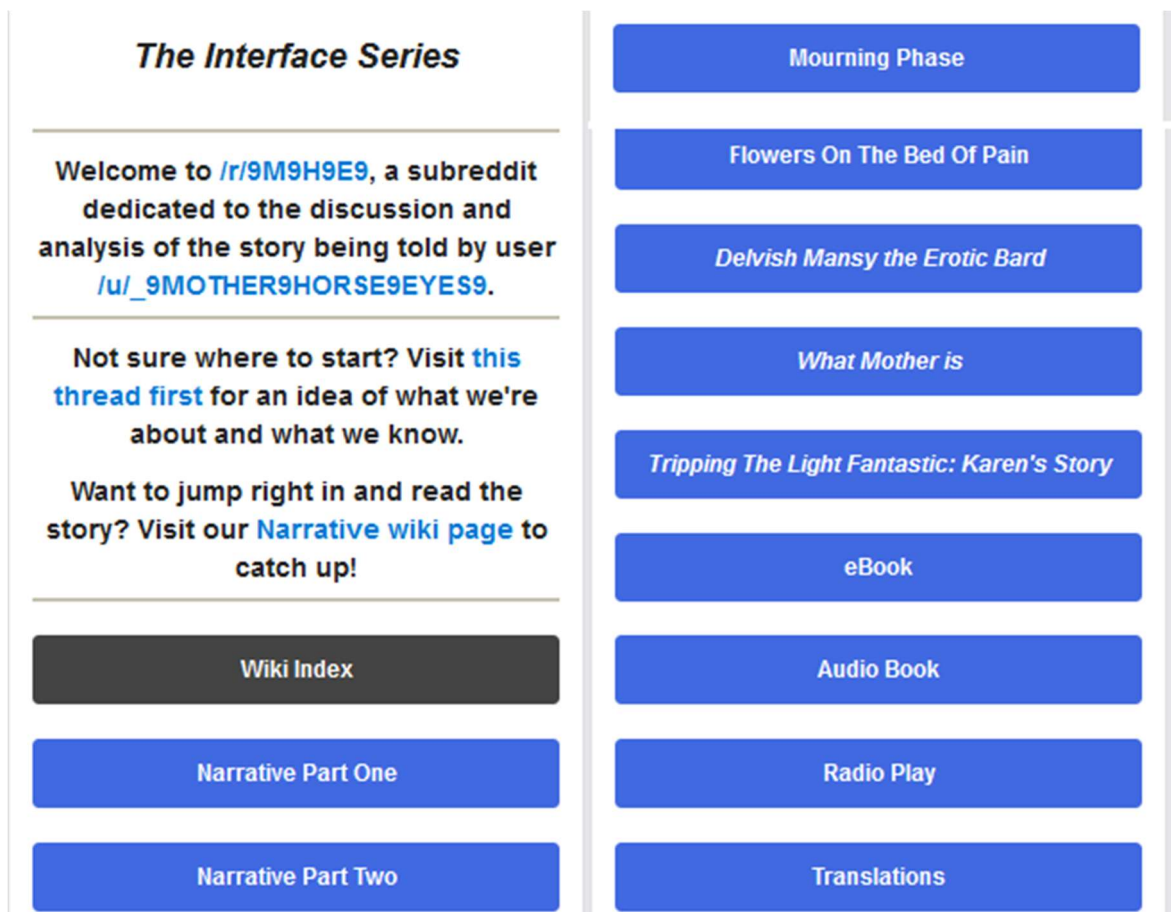 The Interface Series
Welcome to /r/9M9H9E9, a subreddit
dedicated to the discussion and
analysis of the story being told by user
/u/_9MOTHER9HORSE9EYES9.
Not sure where to start? Visit this
thread first for an idea of what we're
about and what we know.
Want to jump right in and read the
story? Visit our Narrative wiki page to
catch up!
Wiki Index
Narrative Part One
Narrative Part Two
Mourning Phase
Flowers On The Bed Of Pain
Delvish Mansy the Erotic Bard
What Mother is
Tripping The Light Fantastic: Karen's Story
eBook
Audio Book
Radio Play
Translations